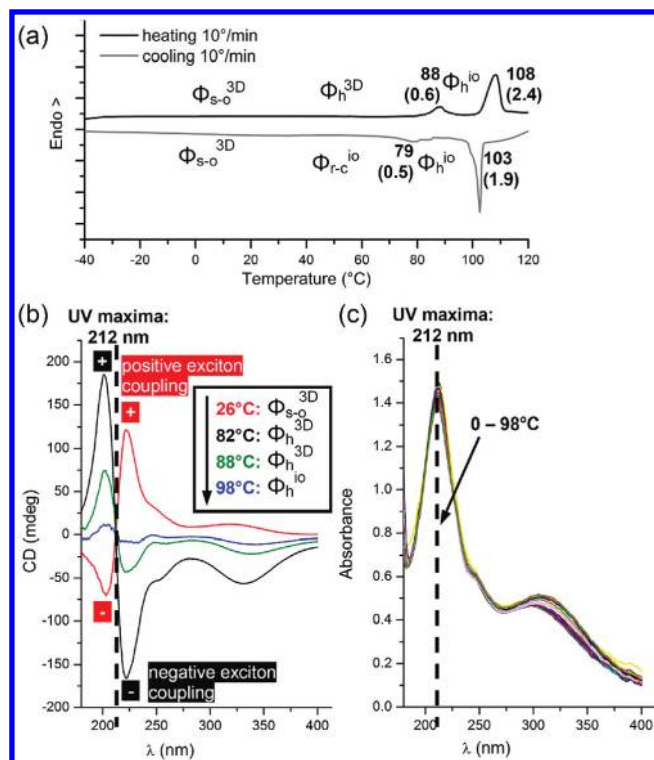 (a)
heating 10°/min
cooling 10°/min
Endo >
Φs-o3D
Φh3D
88
(0.6)
Φhio
108
(2.4)
Φs-o3D
Φr-cio
79
(0.5)
Φhio
103
(1.9)
-40 -20 0 20 40 60 80 100 120
Temperature (°C)
(b)
UV maxima:
212 nm
+
positive exciton
coupling
+
26°C: Φs-o3D
82°C: Φh3D
88°C: Φh3D
98°C: Φhio
-
negative exciton
coupling
-
CD (mdeg)
200
150
100
50
0
-50
-100
-150
-200
200 250 300 350 400
λ (nm)
(c)
UV maxima:
212 nm
0 – 98°C
Absorbance
1.6
1.4
1.2
1.0
0.8
0.6
0.4
0.2
0.0
200 250 300 350 400
λ (nm)